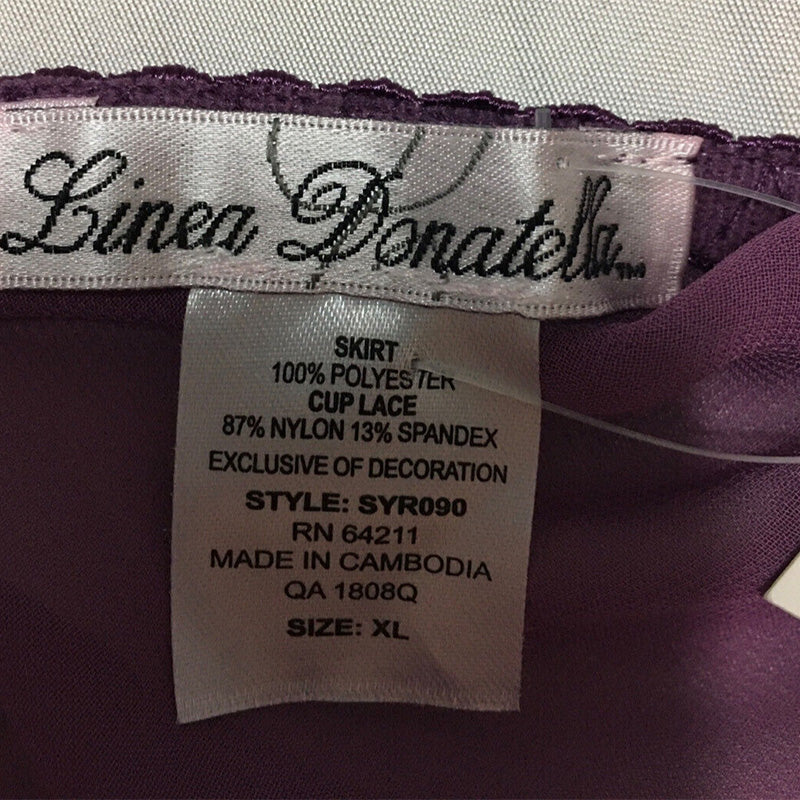 Linea Donatella™
SKIRT
100% POLYESTER
CUP LACE
87% NYLON 13% SPANDEX
EXCLUSIVE OF DECORATION
STYLE: SYR090
RN 64211
MADE IN CAMBODIA
QA 1808Q
SIZE: XL